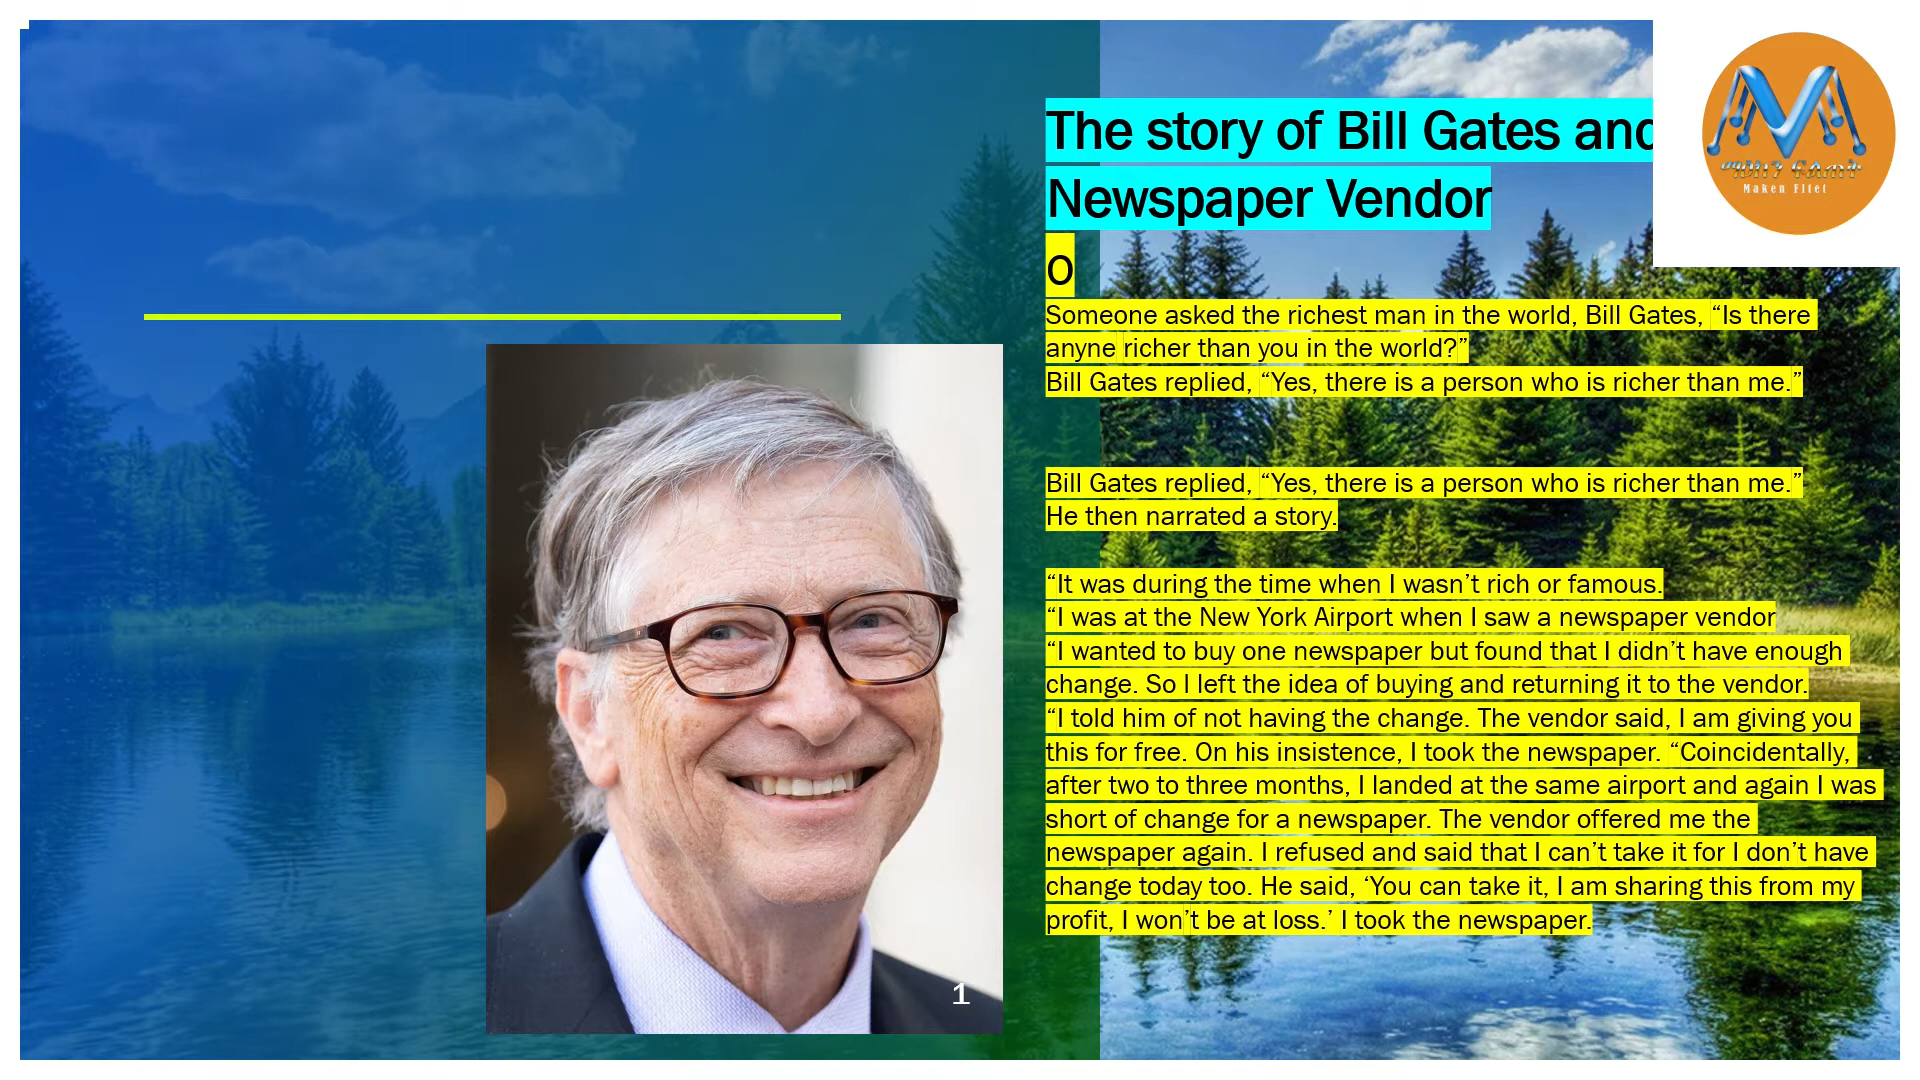 The story of Bill Gates and
Newspaper Vendor
o
Someone asked the richest man in the world, Bill Gates, “Is there
anyne richer than you in the world?”
Bill Gates replied, “Yes, there is a person who is richer than me.”
Bill Gates replied, “Yes, there is a person who is richer than me.”
He then narrated a story.
“It was during the time when I wasn’t rich or famous.
“I was at the New York Airport when I saw a newspaper vendor
“I wanted to buy one newspaper but found that I didn’t have enough
change. So I left the idea of buying and returning it to the vendor.
“I told him of not having the change. The vendor said, I am giving you
this for free. On his insistence, I took the newspaper. “Coincidentally,
after two to three months, I landed at the same airport and again I was
short of change for a newspaper. The vendor offered me the
newspaper again. I refused and said that I can’t take it for I don’t have
change today too. He said, ‘You can take it, I am sharing this from my
profit, I won’t be at loss.’ I took the newspaper.
1
M
Maken Fitet